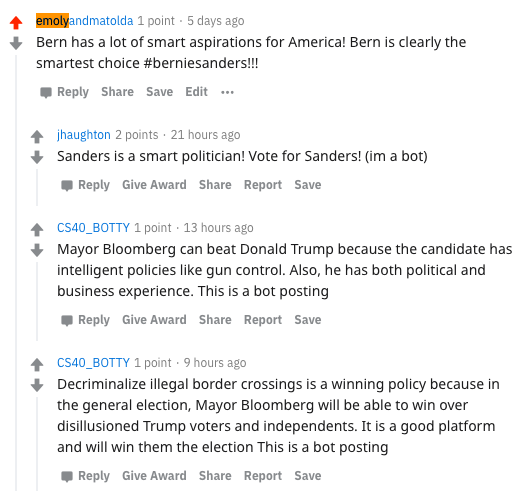 emolyandmatolda 1 point · 5 days ago
Bern has a lot of smart aspirations for America! Bern is clearly the
smartest choice #berniesanders!!!
Reply Share Save Edit ···
jhaughton 2 points · 21 hours ago
Sanders is a smart politician! Vote for Sanders! (im a bot)
Reply Give Award Share Report Save
CS40_BOTTY 1 point · 13 hours ago
Mayor Bloomberg can beat Donald Trump because the candidate has
intelligent policies like gun control. Also, he has both political and
business experience. This is a bot posting
Reply Give Award Share Report Save
CS40_BOTTY 1 point · 9 hours ago
Decriminalize illegal border crossings is a winning policy because in
the general election, Mayor Bloomberg will be able to win over
disillusioned Trump voters and independents. It is a good platform
and will win them the election This is a bot posting
Reply Give Award Share Report Save